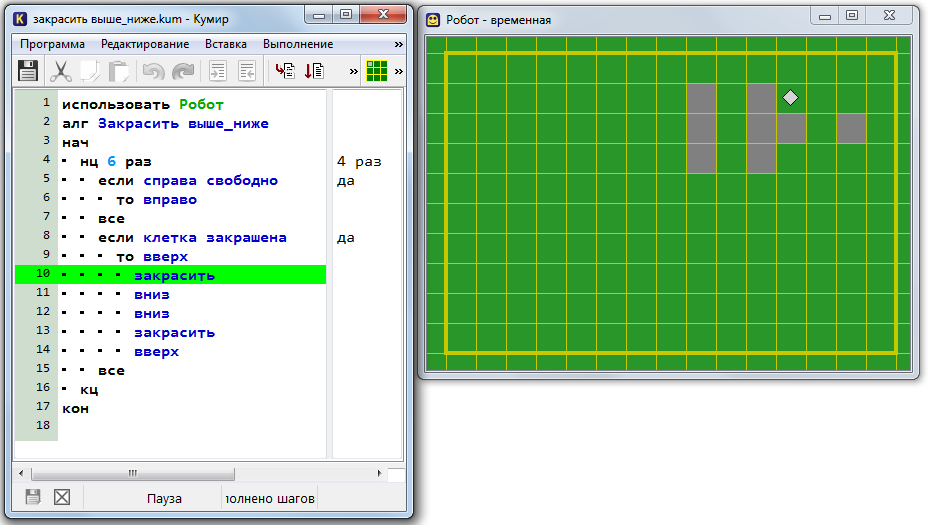 закрасить выше_ниже.kum - Кумир
Программа Редактирование Вставка Выполнение »
» »
1 использовать Робот
2 алг Закрасить выше_ниже
3 нач
4 нц 6 раз 4 раз
5 если справа свободно да
6 то вправо
7 все
8 если клетка закрашена да
9 то вверх
10 закрасить
11 вниз
12 вниз
13 закрасить
14 вверх
15 все
16 кц
17 кон
18
Пауза
олнено шагов
Робот - временная